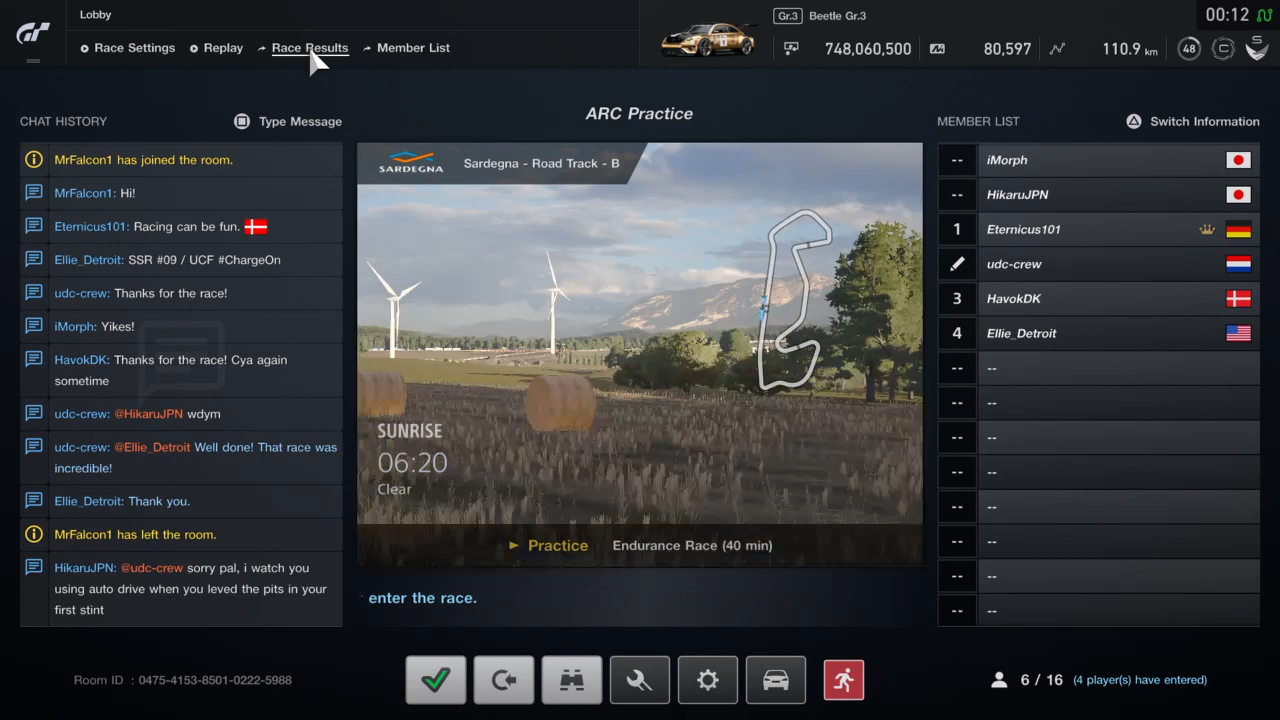 Lobby
Race Settings
Replay
Race Results
Member List
Gr.3
Beetle Gr.3
748,060,500
80,597
110.9 km
48
C
S
00:12
CHAT HISTORY
Type Message
MrFalcon1 has joined the room.
MrFalcon1: Hi!
Eternicus101: Racing can be fun.
Ellie_Detroit: SSR #09 / UCF #ChargeOn
udc-crew: Thanks for the race!
iMorph: Yikes!
HavokDK: Thanks for the race! Cya again
sometime
udc-crew: @HikaruJPN wdym
udc-crew: @Ellie_Detroit Well done! That race was
incredible!
Ellie_Detroit: Thank you.
MrFalcon1 has left the room.
HikaruJPN: @udc-crew sorry pal, i watch you
using auto drive when you leved the pits in your
first stint
ARC Practice
SARDEGNA
Sardegna - Road Track - B
SUNRISE
06:20
Clear
Practice
Endurance Race (40 min)
enter the race.
MEMBER LIST
Switch Information
-- iMorph
-- HikaruJPN
1 Eternicus101
udc-crew
3 HavokDK
4 Ellie_Detroit
-- --
-- --
-- --
-- --
-- --
-- --
-- --
-- --
Room ID : 0475-4153-8501-0222-5988
6 / 16 (4 player(s) have entered)